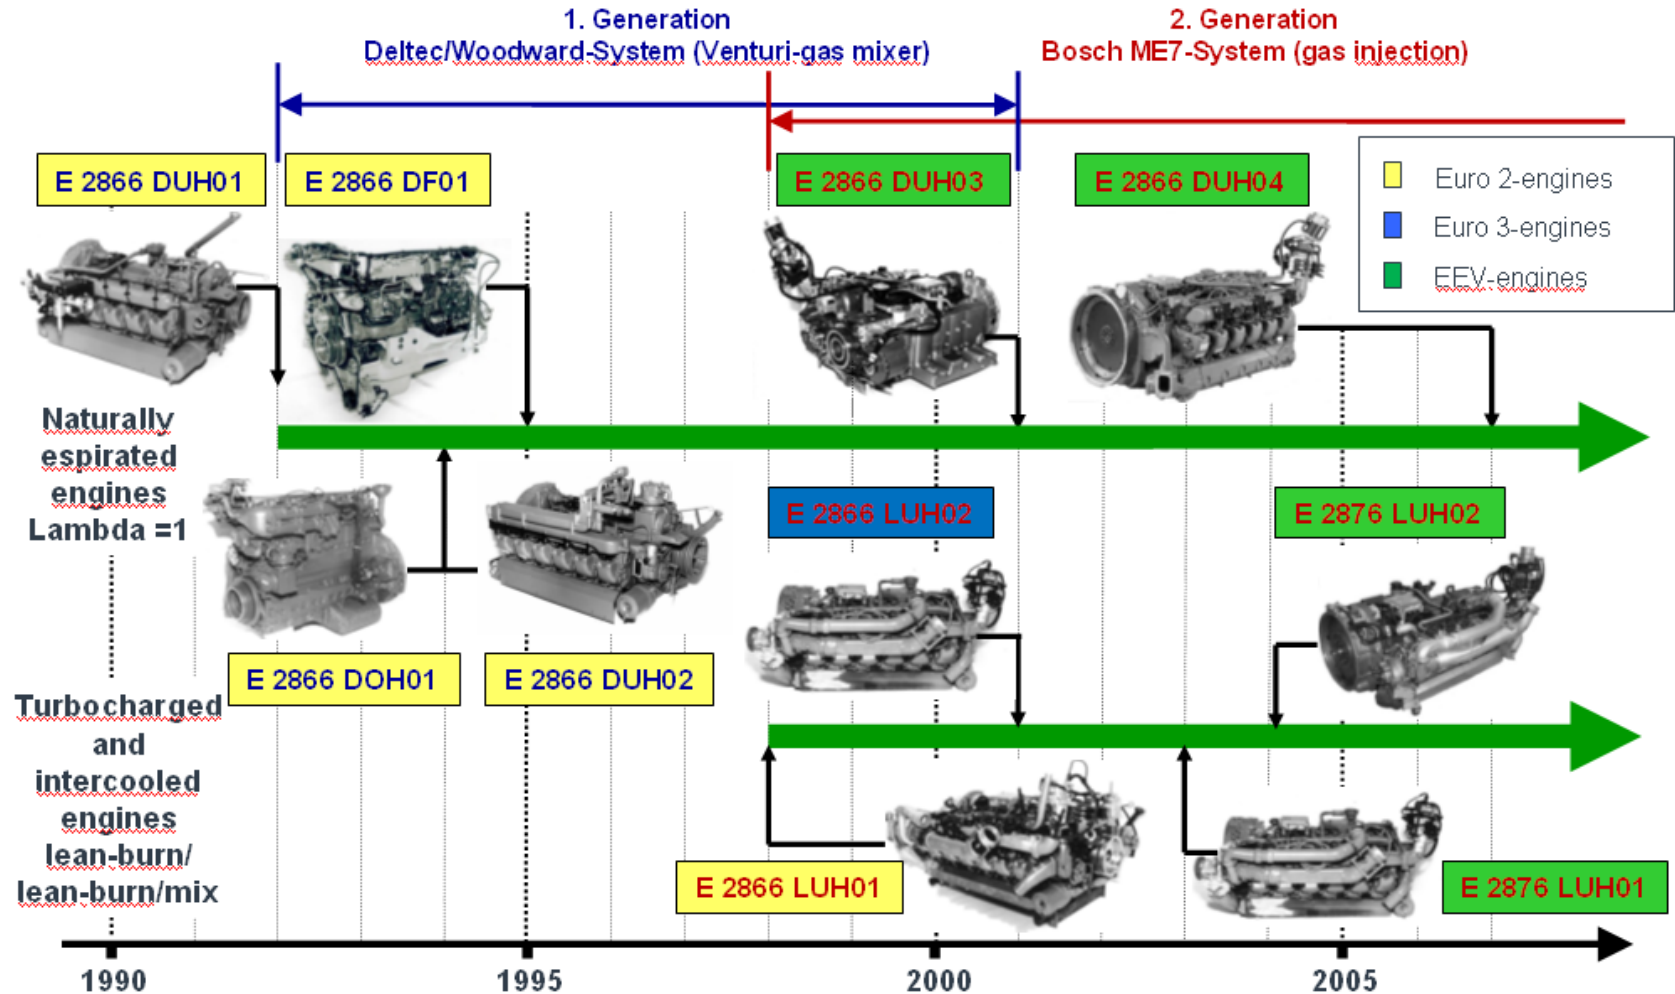 1. Generation
Deltec/Woodward-System (Venturi-gas mixer)
2. Generation
Bosch ME7-System (gas injection)
E 2866 DUH01
E 2866 DF01
E 2866 DUH03
E 2866 DUH04
Euro 2-engines
Euro 3-engines
EEV-engines
Naturally
espirated
engines
Lambda =1
E 2866 LUH02
E 2876 LUH02
E 2866 DOH01
E 2866 DUH02
Turbocharged
and
intercooled
engines
lean-burn/
lean-burn/mix
E 2866 LUH01
E 2876 LUH01
1990
1995
2000
2005